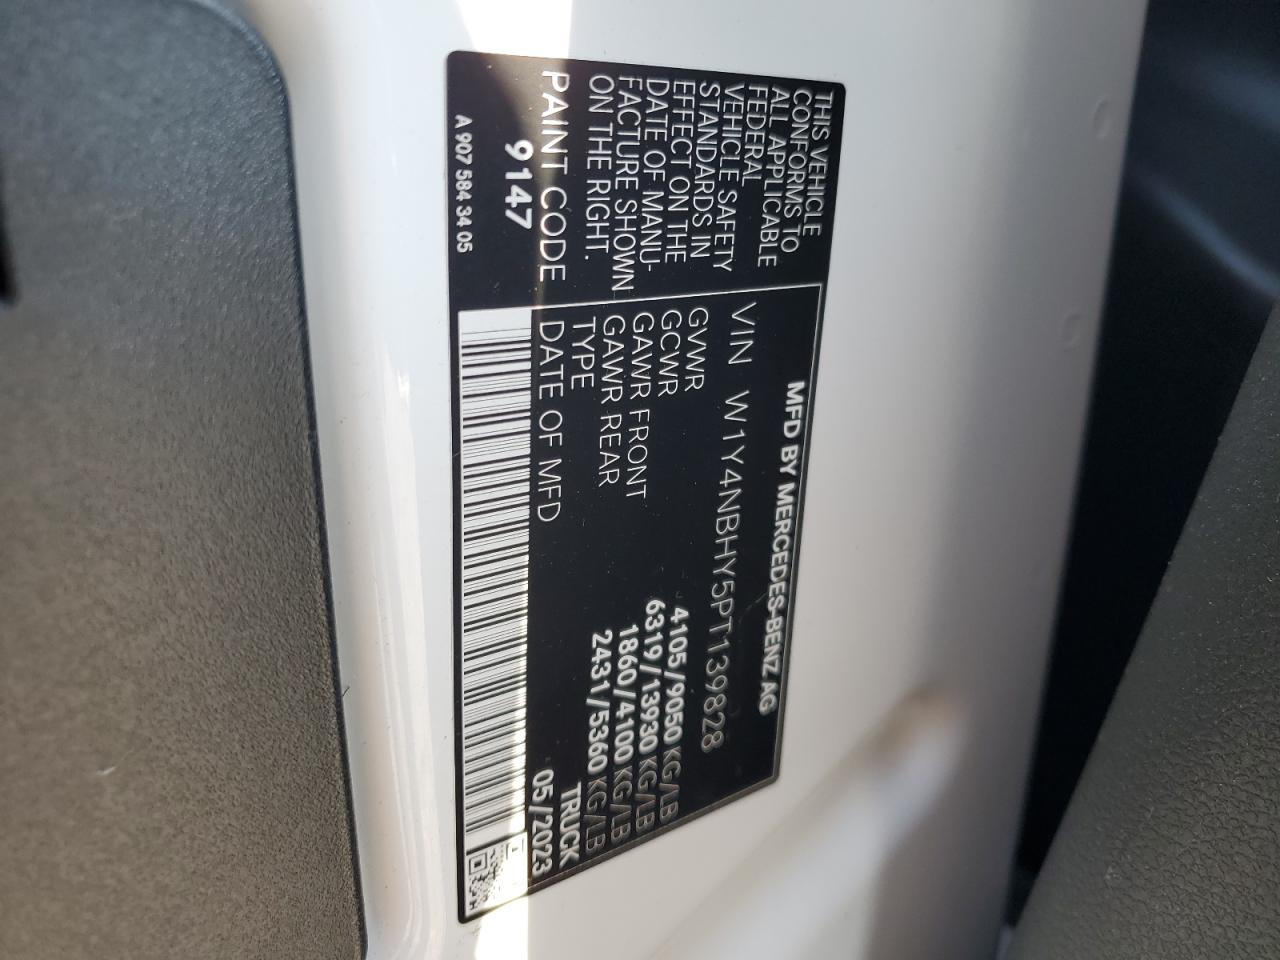 MFD BY MERCEDES-BENZ AG
VIN W1Y4NBHY5PT139828
GVWR 4105/9050 KG/LB
GCWR 6319/13930 KG/LB
GAWR FRONT 1860/4100 KG/LB
GAWR REAR 2431/5360 KG/LB
TYPE TRUCK
DATE OF MFD 05/2023
THIS VEHICLE
CONFORMS TO
ALL APPLICABLE
FEDERAL
VEHICLE SAFETY
STANDARDS IN
EFFECT ON THE
DATE OF MANU-
FACTURE SHOWN
ON THE RIGHT.
PAINT CODE
9147
A 907 584 34 05